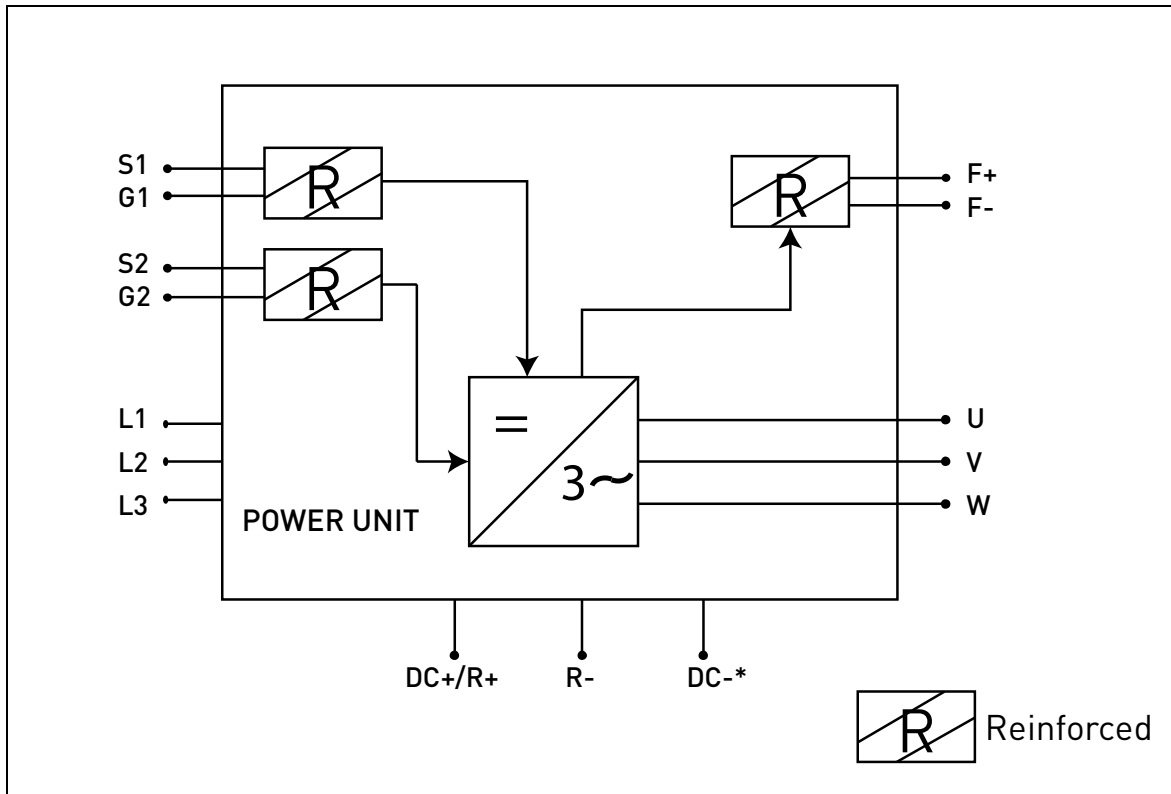 S1
G1
S2
G2
L1
L2
L3
R
R
R
F+
F-
=
3~
U
V
W
POWER UNIT
DC+/R+
R-
DC-*
R
Reinforced